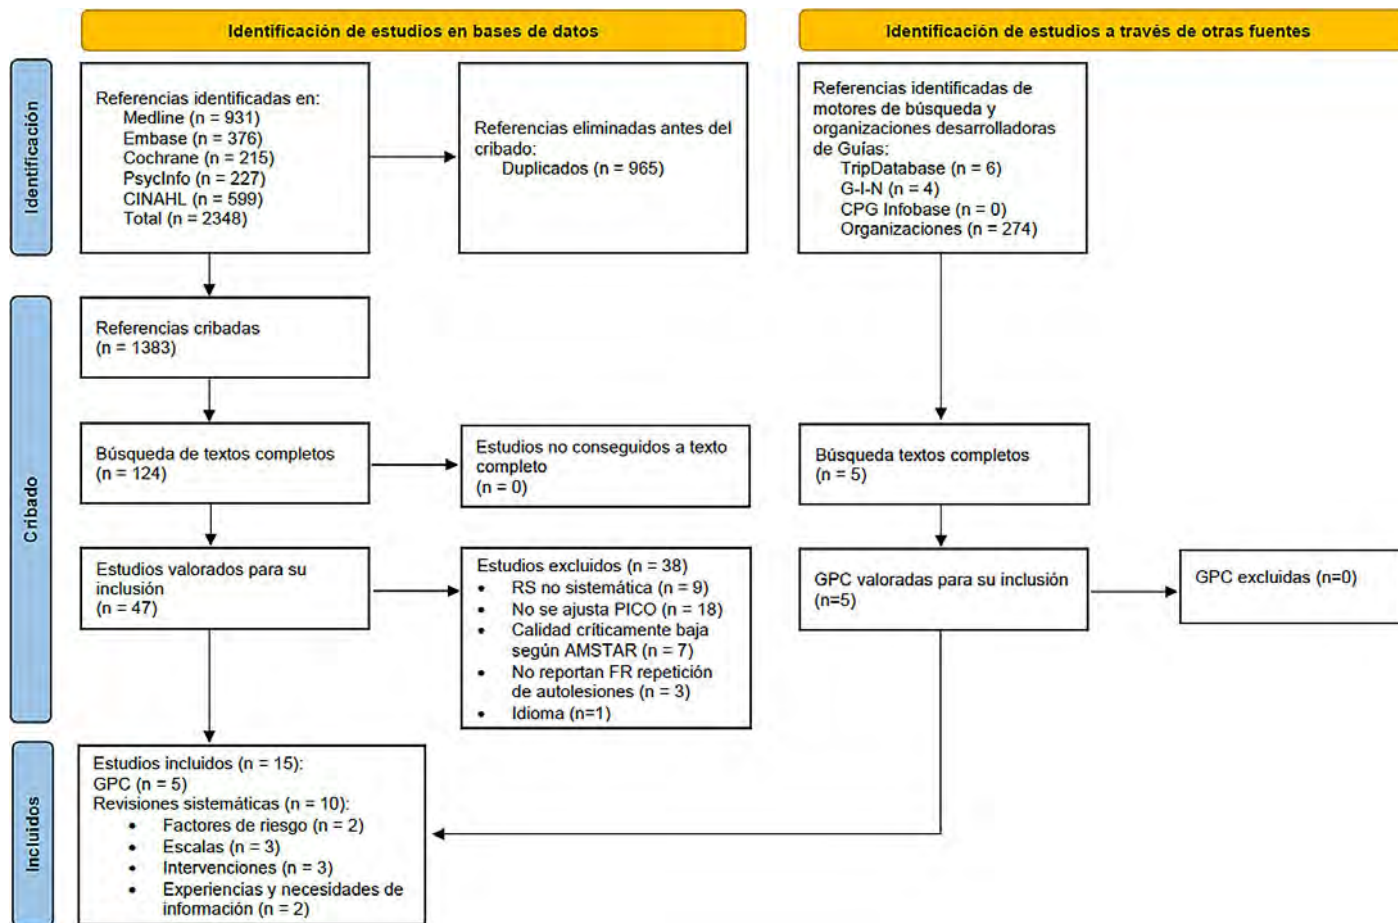 Identificación de estudios en bases de datos
Identificación de estudios a través de otras fuentes
Identificación
Referencias identificadas en:
Medline (n = 931)
Embase (n = 376)
Cochrane (n = 215)
PsycInfo (n = 227)
CINAHL (n = 599)
Total (n = 2348)
Referencias eliminadas antes del
cribado:
Duplicados (n = 965)
Referencias identificadas de
motores de búsqueda y
organizaciones desarrolladoras
de Guías:
TripDatabase (n = 6)
G-I-N (n = 4)
CPG Infobase (n = 0)
Organizaciones (n = 274)
Cribado
Referencias cribadas
(n = 1383)
Búsqueda de textos completos
(n = 124)
Estudios no conseguidos a texto
completo
(n = 0)
Búsqueda textos completos
(n = 5)
Estudios valorados para su
inclusión
(n = 47)
Estudios excluidos (n = 38)
• RS no sistemática (n = 9)
• No se ajusta PICO (n = 18)
• Calidad críticamente baja
según AMSTAR (n = 7)
• No reportan FR repetición
de autolesiones (n = 3)
• Idioma (n=1)
GPC valoradas para su inclusión
(n=5)
GPC excluidas (n=0)
Incluidos
Estudios incluidos (n = 15):
GPC (n = 5)
Revisiones sistemáticas (n = 10):
• Factores de riesgo (n = 2)
• Escalas (n = 3)
• Intervenciones (n = 3)
• Experiencias y necesidades de
información (n = 2)